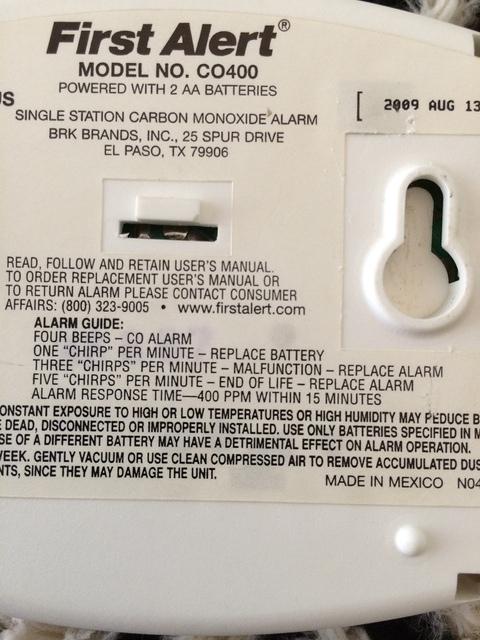 First Alert®
MODEL NO. CO400
POWERED WITH 2 AA BATTERIES
US
[ 2009 AUG 13
SINGLE STATION CARBON MONOXIDE ALARM
BRK BRANDS, INC., 25 SPUR DRIVE
EL PASO, TX 79906
READ, FOLLOW AND RETAIN USER'S MANUAL.
TO ORDER REPLACEMENT USER'S MANUAL OR
TO RETURN ALARM PLEASE CONTACT CONSUMER
AFFAIRS: (800) 323-9005 • www.firstalert.com
ALARM GUIDE:
FOUR BEEPS – CO ALARM
ONE “CHIRP” PER MINUTE – REPLACE BATTERY
THREE “CHIRPS” PER MINUTE – MALFUNCTION – REPLACE ALARM
FIVE “CHIRPS” PER MINUTE – END OF LIFE – REPLACE ALARM
ALARM RESPONSE TIME—400 PPM WITHIN 15 MINUTES
ONSTANT EXPOSURE TO HIGH OR LOW TEMPERATURES OR HIGH HUMIDITY MAY REDUCE B
E DEAD, DISCONNECTED OR IMPROPERLY INSTALLED. USE ONLY BATTERIES SPECIFIED IN M
SE OF A DIFFERENT BATTERY MAY HAVE A DETRIMENTAL EFFECT ON ALARM OPERATION.
WEEK. GENTLY VACUUM OR USE CLEAN COMPRESSED AIR TO REMOVE ACCUMULATED DUS
NTS, SINCE THEY MAY DAMAGE THE UNIT.
MADE IN MEXICO N04